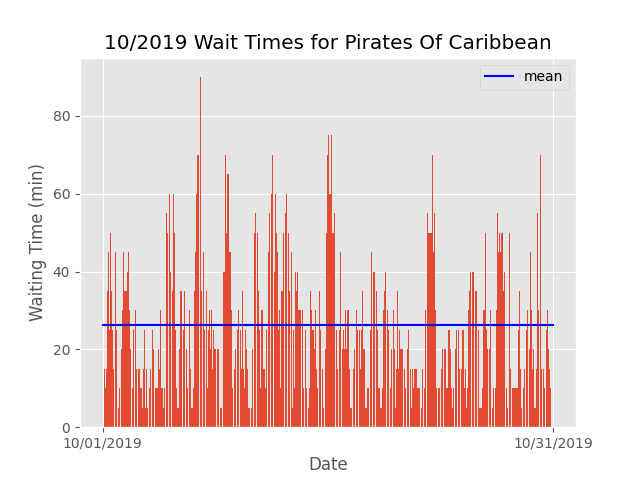 10/2019 Wait Times for Pirates Of Caribbean
mean
Waiting Time (min)
80
60
40
20
0
10/01/2019
10/31/2019
Date